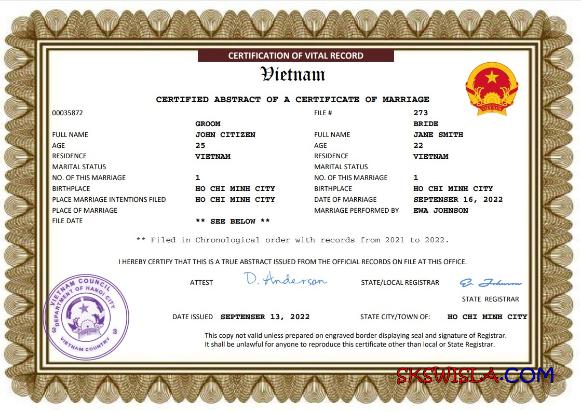 CERTIFICATION OF VITAL RECORD
Vietnam
CERTIFIED ABSTRACT OF A CERTIFICATE OF MARRIAGE
00035872 FILE # 273
GROOM BRIDE
FULL NAME JOHN CITIZEN FULL NAME JANE SMITH
AGE 25 AGE 22
RESIDENCE VIETNAM RESIDENCE VIETNAM
MARITAL STATUS MARITAL STATUS
NO. OF THIS MARRIAGE 1 NO. OF THIS MARRIAGE 1
BIRTHPLACE HO CHI MINH CITY BIRTHPLACE HO CHI MINH CITY
PLACE MARRIAGE INTENTIONS FILED HO CHI MINH CITY DATE OF MARRIAGE SEPTENBER 16, 2022
PLACE OF MARRIAGE MARRIAGE PERFORMED BY EWA JOHNSON
FILE DATE ** SEE BELOW **
** Filed in Chronological order with records from 2021 to 2022.
I HEREBY CERTIFY THAT THIS IS A TRUE ABSTRACT ISSUED FROM THE OFFICIAL RECORDS ON FILE AT THIS OFFICE.
ATTEST D. Anderson STATE/LOCAL REGISTRAR E. Johnson
STATE REGISTRAR
VIETNAM COUNCIL
DEPARTMENT OF HANOI CITY
VIETNAM COUNTRY
3 3
DATE ISSUED SEPTEMBER 13, 2022 STATE CITY/TOWN OF: HO CHI MINH CITY
This copy not valid unless prepared on engraved border displaying seal and signature of Registrar.
It shall be unlawful for anyone to reproduce this certificate other than local or State Registrar.
SKSWISLA.COM